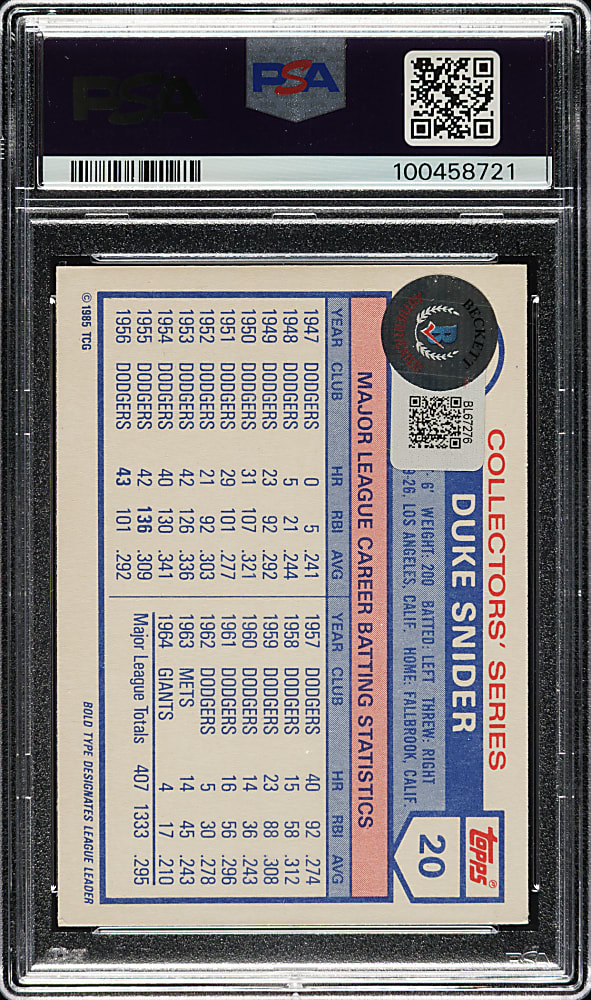 PSA
PSA
100458721
BECKETT
BL67276
COLLECTORS' SERIES
DUKE SNIDER
topps®
20
6' WEIGHT: 200 BATTED: LEFT THREW: RIGHT
-26, LOS ANGELES, CALIF. HOME: FALLBROOK, CALIF.
MAJOR LEAGUE CAREER BATTING STATISTICS
YEAR CLUB HR RBI AVG
1947 DODGERS 0 5 .241
1948 DODGERS 5 21 .244
1949 DODGERS 23 92 .292
1950 DODGERS 31 107 .321
1951 DODGERS 29 101 .277
1952 DODGERS 21 92 .303
1953 DODGERS 42 126 .336
1954 DODGERS 40 130 .341
1955 DODGERS 42 136 .309
1956 DODGERS 43 101 .292
YEAR CLUB HR RBI AVG
1957 DODGERS 40 92 .274
1958 DODGERS 15 58 .312
1959 DODGERS 23 88 .308
1960 DODGERS 14 36 .243
1961 DODGERS 16 56 .296
1962 DODGERS 5 30 .278
1963 METS 14 45 .243
1964 GIANTS 4 17 .210
Major League Totals 407 1333 .295
©1985 TCG
BOLD TYPE DESIGNATES LEAGUE LEADER
PSA